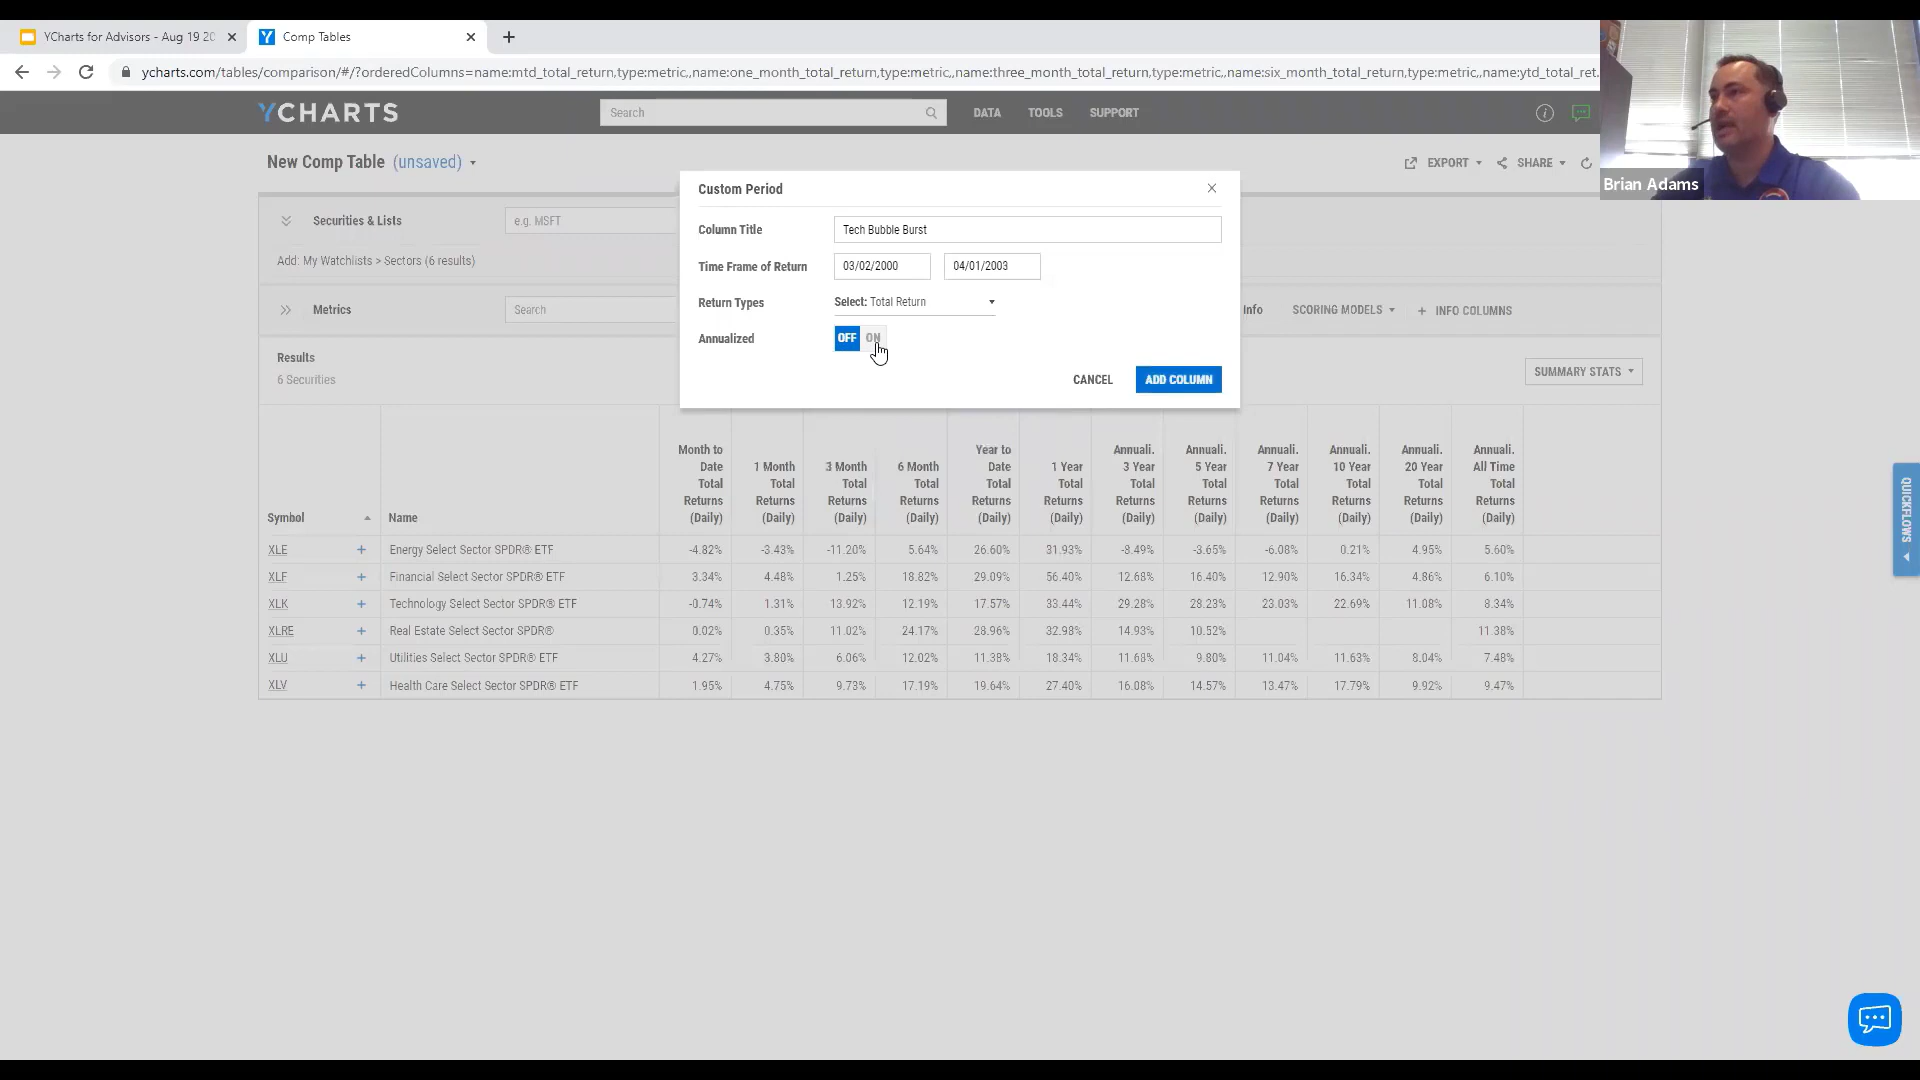 YCharts for Advisors - Aug 19 20
Comp Tables
ycharts.com/tables/comparison/#/?orderedColumns=name:mtd_total_return,type:metric,,name:one_month_total_return,type:metric,,name:three_month_total_return,type:metric,,name:six_month_total_return,type:metric,,name:ytd_total_ret...
YCHARTS
Search
DATA
TOOLS
SUPPORT
New Comp Table (unsaved)
EXPORT
SHARE
Brian Adams
Custom Period
Column Title
Tech Bubble Burst
Time Frame of Return
03/02/2000
04/01/2003
Return Types
Select: Total Return
Annualized
OFF ON
CANCEL
ADD COLUMN
Securities & Lists
e.g. MSFT
Add: My Watchlists > Sectors (6 results)
Metrics
Search
Info
SCORING MODELS
+ INFO COLUMNS
Results
6 Securities
SUMMARY STATS
Symbol
Name
Month to Date Total Returns (Daily)
1 Month Total Returns (Daily)
3 Month Total Returns (Daily)
6 Month Total Returns (Daily)
Year to Date Total Returns (Daily)
1 Year Total Returns (Daily)
Annuali. 3 Year Total Returns (Daily)
Annuali. 5 Year Total Returns (Daily)
Annuali. 7 Year Total Returns (Daily)
Annuali. 10 Year Total Returns (Daily)
Annuali. 20 Year Total Returns (Daily)
Annuali. All Time Total Returns (Daily)
XLE + Energy Select Sector SPDR® ETF -4.82% -3.43% -11.20% 5.64% 26.60% 31.93% -8.49% -3.65% -6.08% 0.21% 4.95% 5.60%
XLF + Financial Select Sector SPDR® ETF 3.34% 4.48% 1.25% 18.82% 29.09% 56.40% 12.68% 16.40% 12.90% 16.34% 4.86% 6.10%
XLK + Technology Select Sector SPDR® ETF -0.74% 1.31% 13.92% 12.19% 17.57% 33.44% 29.28% 28.23% 23.03% 22.69% 11.08% 8.34%
XLRE + Real Estate Select Sector SPDR® 0.02% 0.35% 11.02% 24.17% 28.96% 32.98% 14.93% 10.52% 11.38%
XLU + Utilities Select Sector SPDR® ETF 4.27% 3.80% 6.06% 12.02% 11.38% 18.34% 11.68% 9.80% 11.04% 11.63% 8.04% 7.48%
XLV + Health Care Select Sector SPDR® ETF 1.95% 4.75% 9.73% 17.19% 19.64% 27.40% 16.08% 14.57% 13.47% 17.79% 9.92% 9.47%
QUICKFLOWS